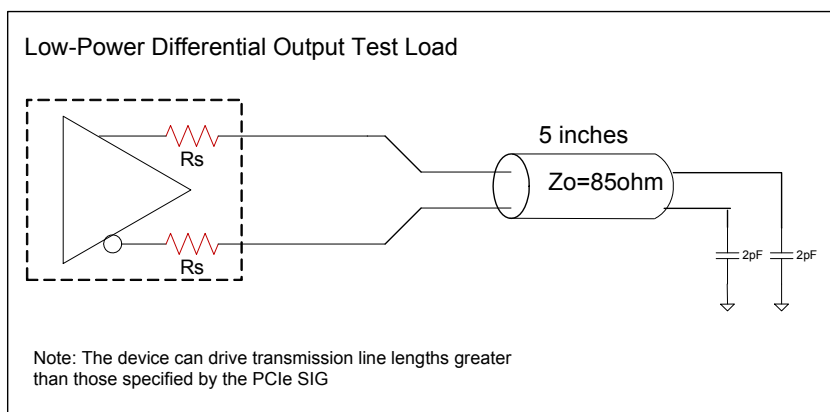 Low-Power Differential Output Test Load
5 inches
Rs
Zo=85ohm
Rs
2pF
2pF
Note: The device can drive transmission line lengths greater
than those specified by the PCIe SIG